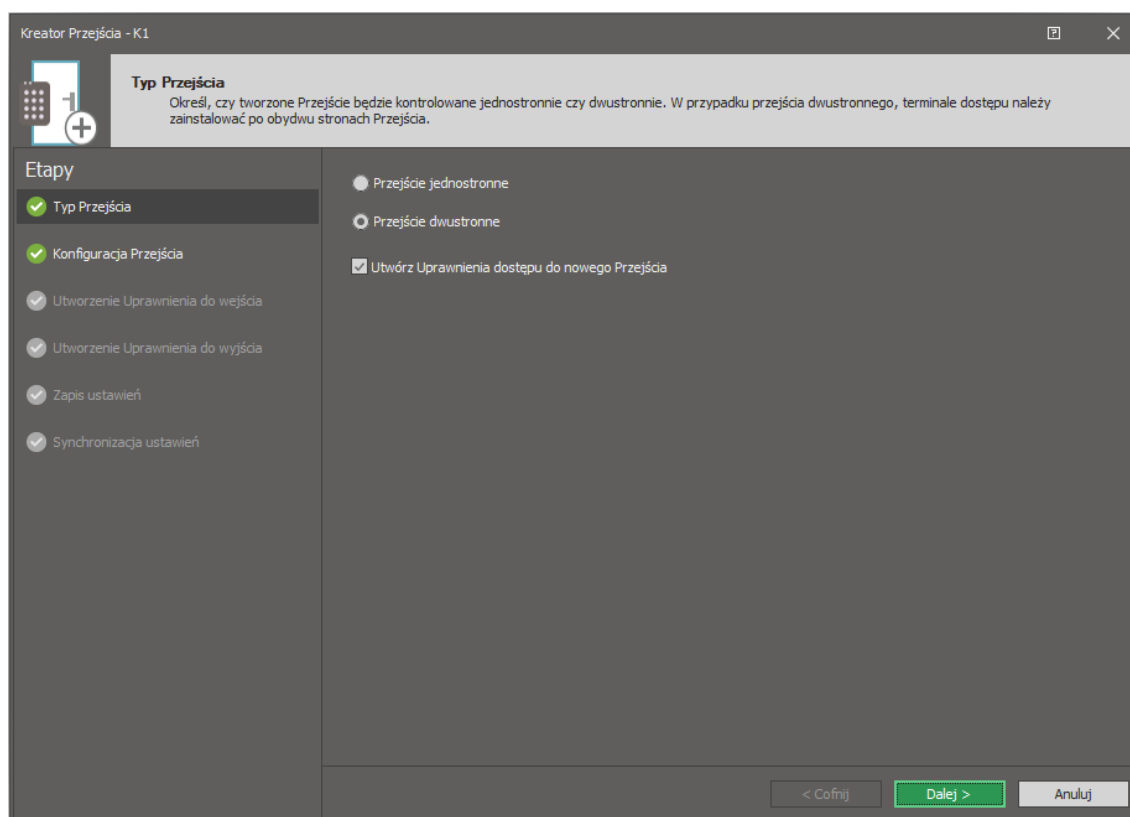 Kreator Przejścia - K1
Typ Przejścia
Określ, czy tworzone Przejście będzie kontrolowane jednostronnie czy dwustronnie. W przypadku przejścia dwustronnego, terminale dostępu należy
zainstalować po obydwu stronach Przejścia.
Etapy
Typ Przejścia
Konfiguracja Przejścia
Utworzenie Uprawnienia do wejścia
Utworzenie Uprawnienia do wyjścia
Zapis ustawień
Synchronizacja ustawień
Przejście jednostronne
Przejście dwustronne
Utwórz Uprawnienia dostępu do nowego Przejścia
< Cofnij
Dalej >
Anuluj